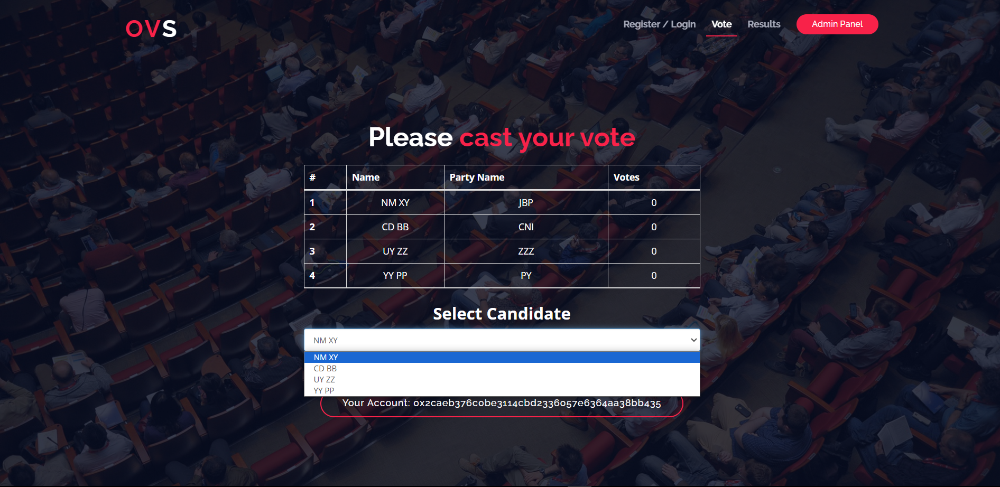 OVS
Register / Login Vote Results Admin Panel
Please cast your vote
# Name Party Name Votes
1 NM XY JBP 0
2 CD BB CNI 0
3 UY ZZ ZZZ 0
4 YY PP PY 0
Select Candidate
NM XY
NM XY
CD BB
UY ZZ
YY PP
Your Account: 0x2caeb376c0be3114cbd2336057e6364aa38bb435